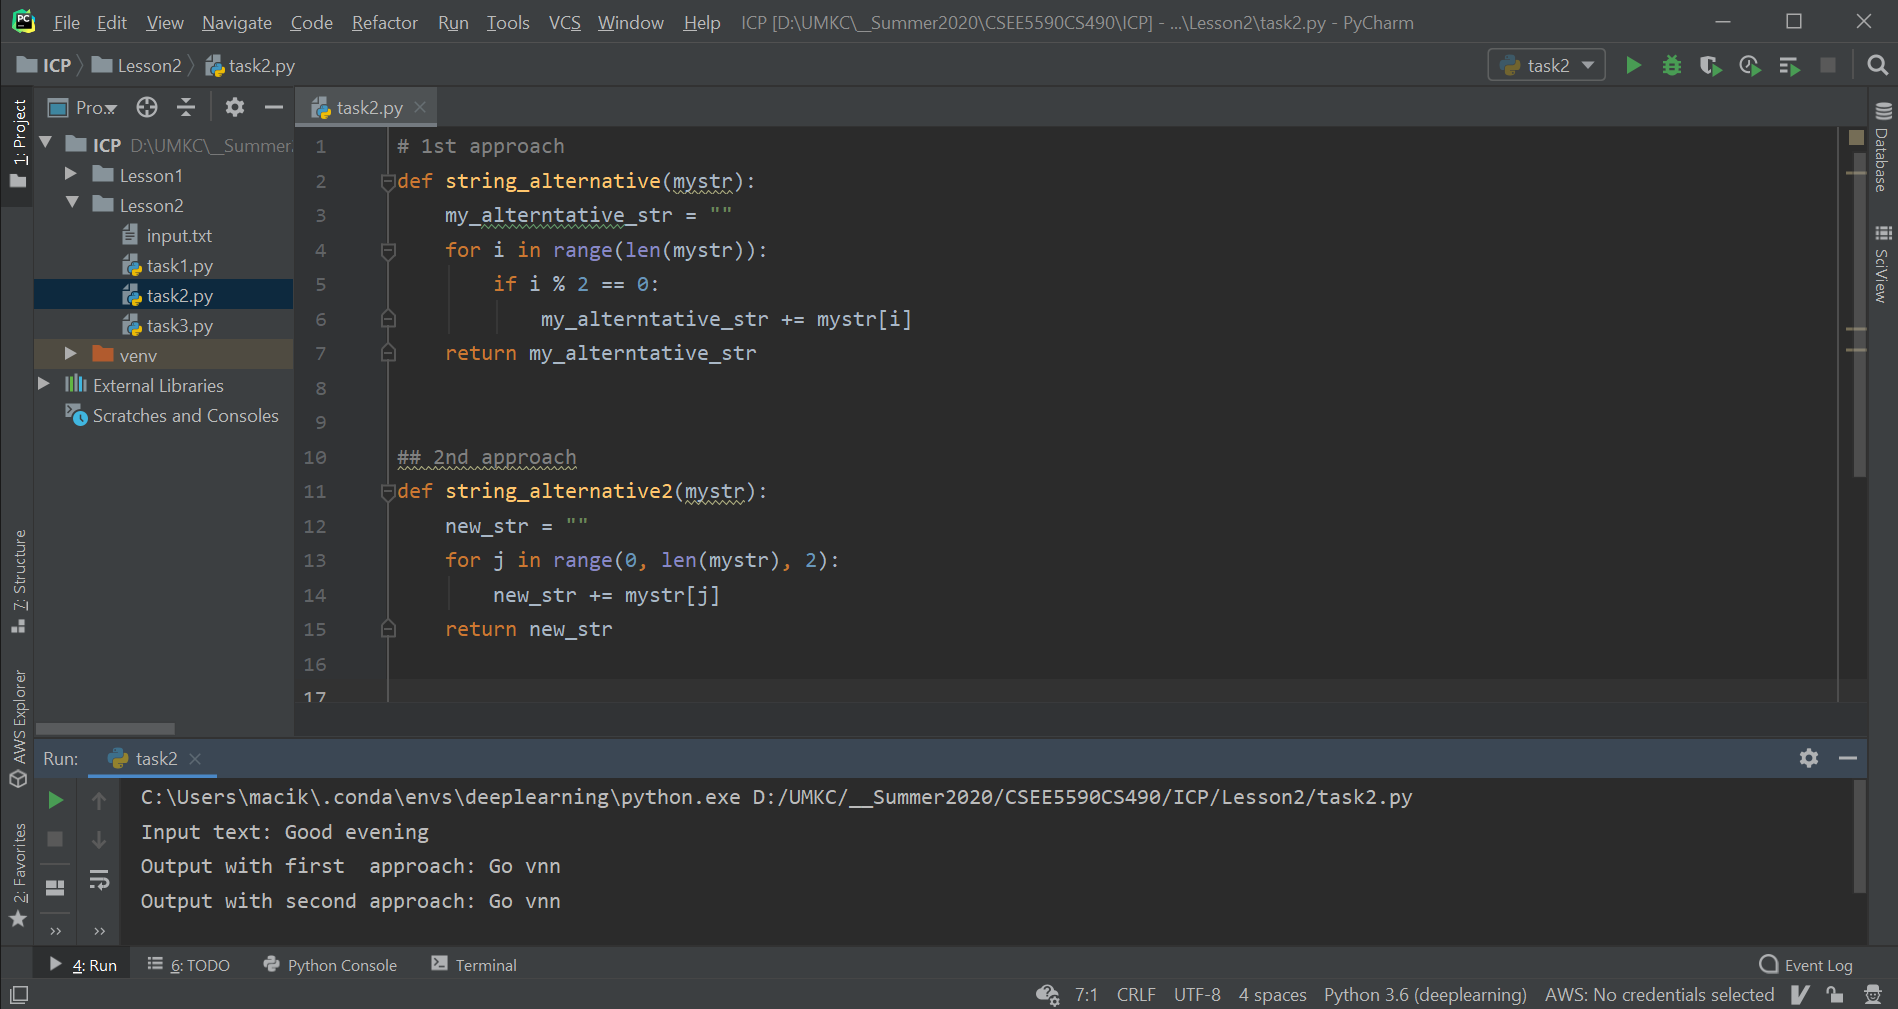 File Edit View Navigate Code Refactor Run Tools VCS Window Help ICP [D:\UMKC\__Summer2020\CSEE5590CS490\ICP] - ...\Lesson2\task2.py - PyCharm
ICP Lesson2 task2.py
task2
1: Project
Pro...
ICP D:\UMKC\__Summer.
Lesson1
Lesson2
input.txt
task1.py
task2.py
task3.py
venv
External Libraries
Scratches and Consoles
7: Structure
AWS Explorer
2: Favorites
task2.py
1 # 1st approach
2 def string_alternative(mystr):
3     my_alterntative_str = ""
4     for i in range(len(mystr)):
5         if i % 2 == 0:
6             my_alterntative_str += mystr[i]
7     return my_alterntative_str
8
9
10 ## 2nd approach
11 def string_alternative2(mystr):
12     new_str = ""
13     for j in range(0, len(mystr), 2):
14         new_str += mystr[j]
15     return new_str
16
17
Database
SciView
Run: task2
C:\Users\macik\.conda\envs\deeplearning\python.exe D:/UMKC/__Summer2020/CSEE5590CS490/ICP/Lesson2/task2.py
Input text: Good evening
Output with first  approach: Go vnn
Output with second approach: Go vnn
4: Run 6: TODO Python Console Terminal Event Log
7:1 CRLF UTF-8 4 spaces Python 3.6 (deeplearning) AWS: No credentials selected